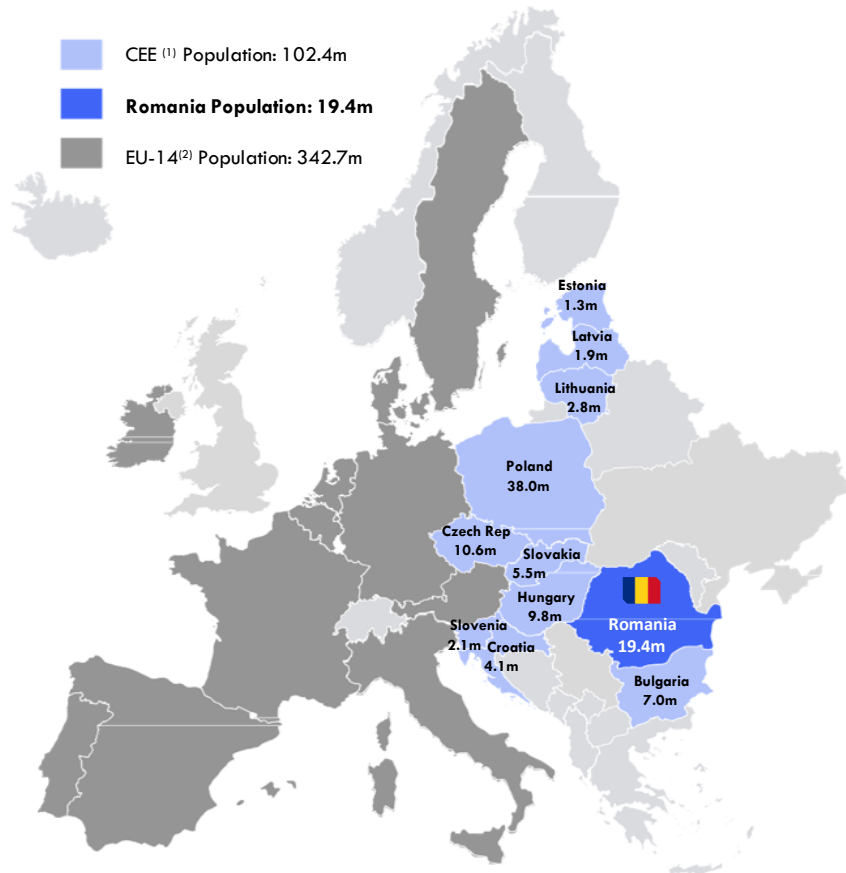 CEE (1) Population: 102.4m
Romania Population: 19.4m
EU-14(2) Population: 342.7m
Estonia
1.3m
Latvia
1.9m
Lithuania
2.8m
Poland
38.0m
Czech Rep
10.6m
Slovakia
5.5m
Hungary
9.8m
Slovenia
2.1m
Croatia
4.1m
Romania
19.4m
Bulgaria
7.0m